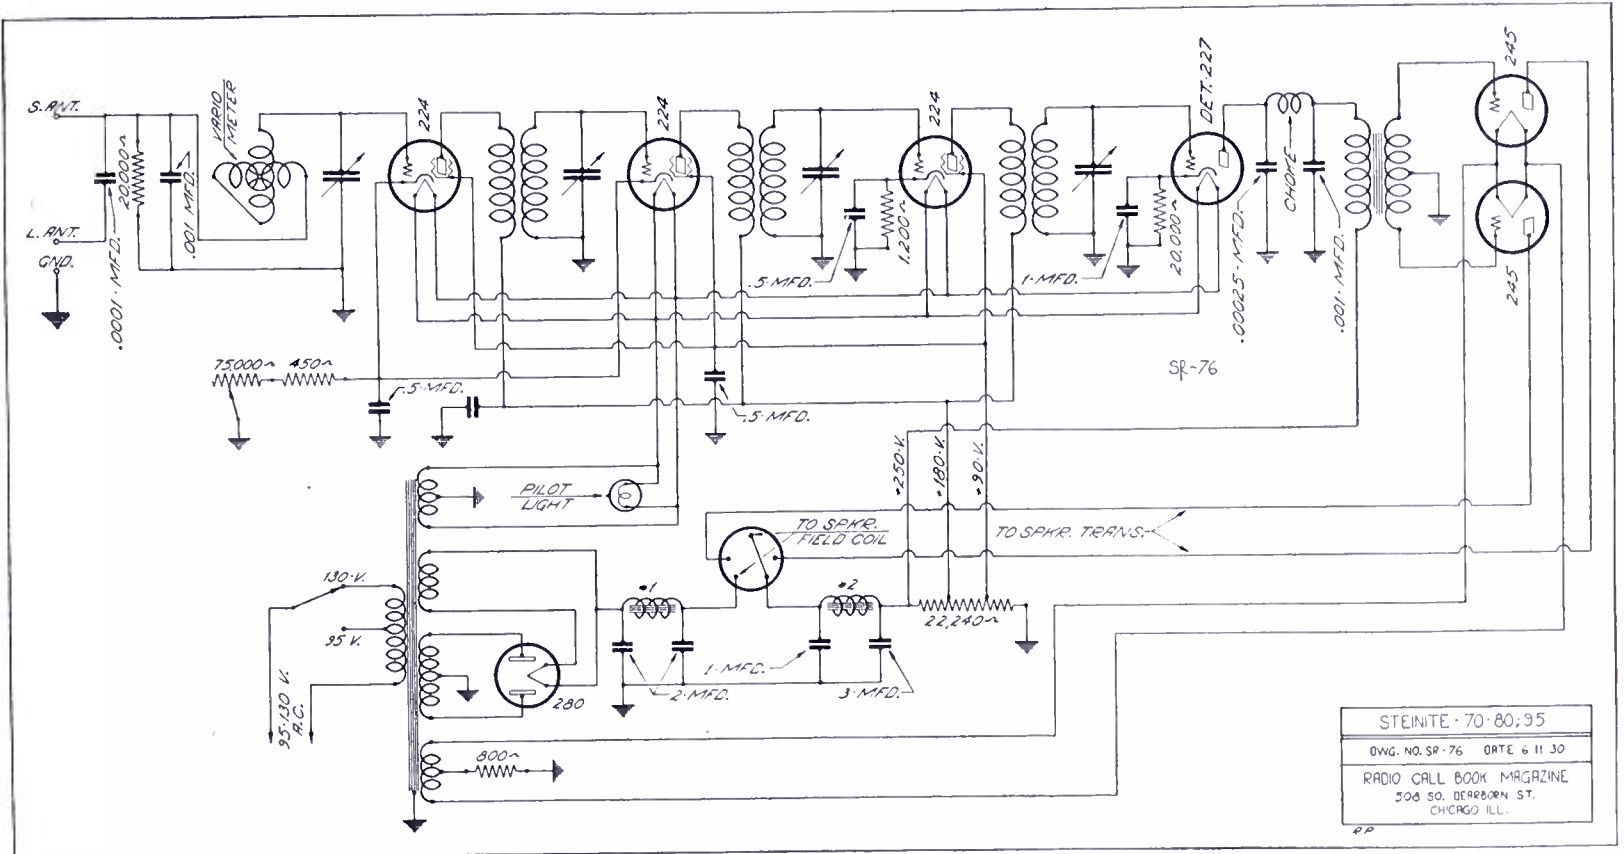 S. ANT.
L. ANT.
GND.
.0001-MFD.
20,000~
.001 MFD.
VARIO
METER
224
224
224
DET.-227
245
245
.5-MFD.
1,200~
1-MFD.
20,000~
.00025-MFD.
CHOKE
.001-MFD.
SR-76
75,000~
450~
.5-MFD.
.5-MFD.
+250-V.
+180-V.
+90-V.
PILOT
LIGHT
TO SPKR.
FIELD COIL
TO SPKR. TRANS.
130-V.
95 V.
95-130 V.
A.C.
280
#1
#2
22,240~
2-MFD.
1-MFD.
3-MFD.
800~
STEINITE-70-80;95
DWG. NO. SR-76 DATE 6 11 30
RADIO CALL BOOK MAGAZINE
508 SO. DEARBORN ST.
CHICAGO ILL.
RP